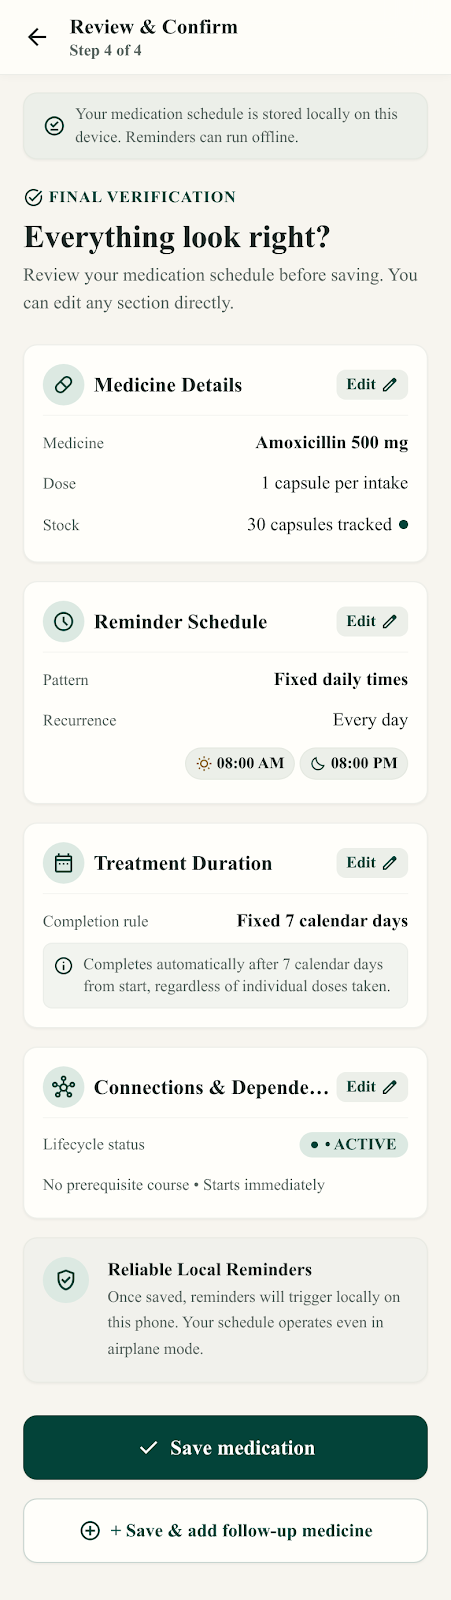 Review & Confirm
Step 4 of 4
Your medication schedule is stored locally on this
device. Reminders can run offline.
FINAL VERIFICATION
Everything look right?
Review your medication schedule before saving. You
can edit any section directly.
Medicine Details
Edit
Medicine Amoxicillin 500 mg
Dose 1 capsule per intake
Stock 30 capsules tracked
Reminder Schedule
Edit
Pattern Fixed daily times
Recurrence Every day
08:00 AM 08:00 PM
Treatment Duration
Edit
Completion rule Fixed 7 calendar days
Completes automatically after 7 calendar days
from start, regardless of individual doses taken.
Connections & Depende...
Edit
Lifecycle status • ACTIVE
No prerequisite course • Starts immediately
Reliable Local Reminders
Once saved, reminders will trigger locally on
this phone. Your schedule operates even in
airplane mode.
Save medication
+ Save & add follow-up medicine